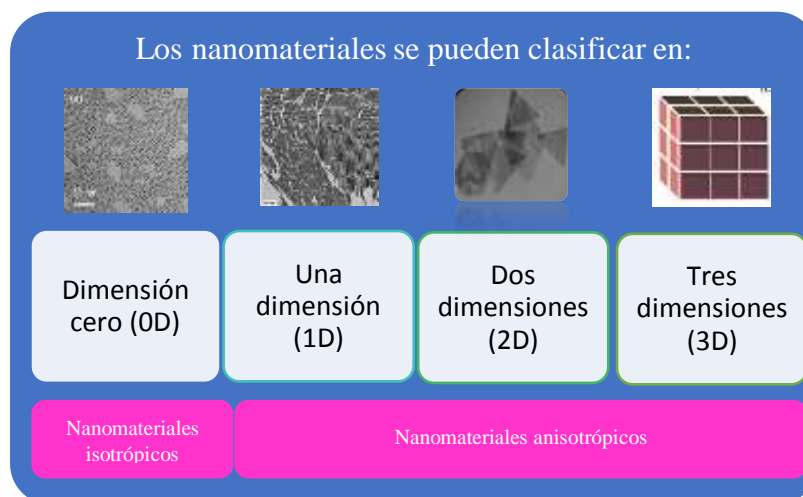 Los nanomateriales se pueden clasificar en:
Dimensión
cero (0D)
Una
dimensión
(1D)
Dos
dimensiones
(2D)
Tres
dimensiones
(3D)
Nanomateriales
isotrópicos
Nanomateriales anisotrópicos